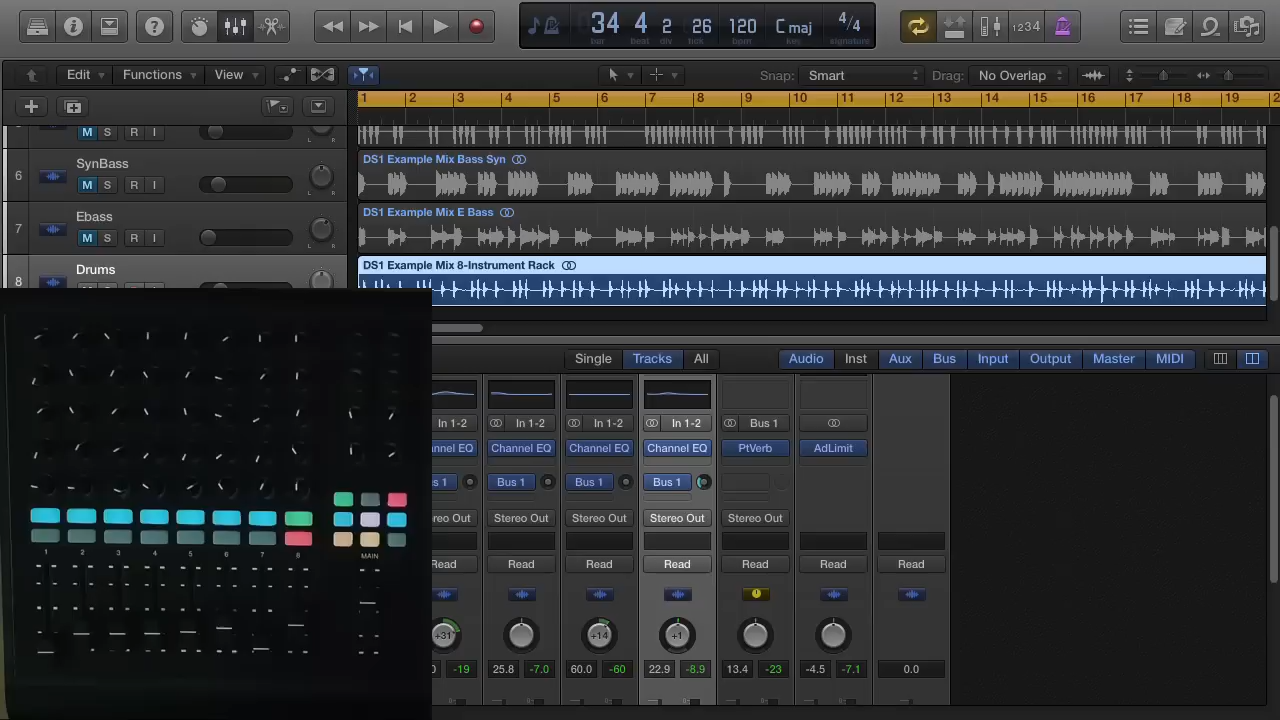 34 4 2 26 120 C maj 4/4
bar beat div tick bpm key signature
1234
Edit Functions View Snap: Smart Drag: No Overlap
1 2 3 4 5 6 7 8 9 10 11 12 13 14 15 16 17 18 19 2
M S R I L R
6 SynBass DS1 Example Mix Bass Syn
M S R I L R
7 Ebass DS1 Example Mix E Bass
M S R I L R
8 Drums DS1 Example Mix 8-Instrument Rack
Single Tracks All Audio Inst Aux Bus Input Output Master MIDI
In 1-2 In 1-2 In 1-2 In 1-2 Bus 1
nnel EQ Channel EQ Channel EQ Channel EQ PtVerb AdLimit
s 1 Bus 1 Bus 1 Bus 1
reo Out Stereo Out Stereo Out Stereo Out Stereo Out
Read Read Read Read Read Read Read
+31 +14 +1
0 -19 25.8 -7.0 60.0 -60 22.9 -8.9 13.4 -23 -4.5 -7.1 0.0
1 2 3 4 5 6 7 8 MAIN